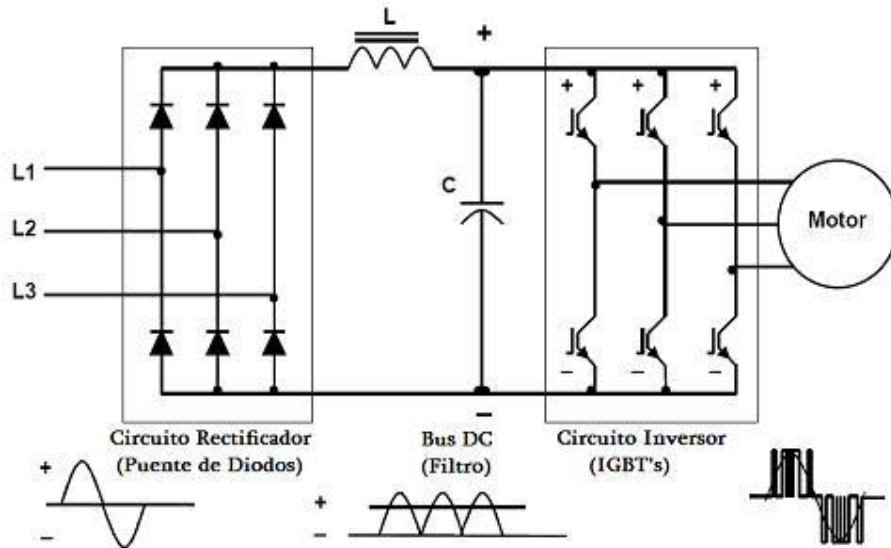 L
+
+ + +
L1
C
L2
Motor
L3
– – –
–
Circuito Rectificador
(Puente de Diodos)
Bus DC
(Filtro)
Circuito Inversor
(IGBT's)
+
–
+
–